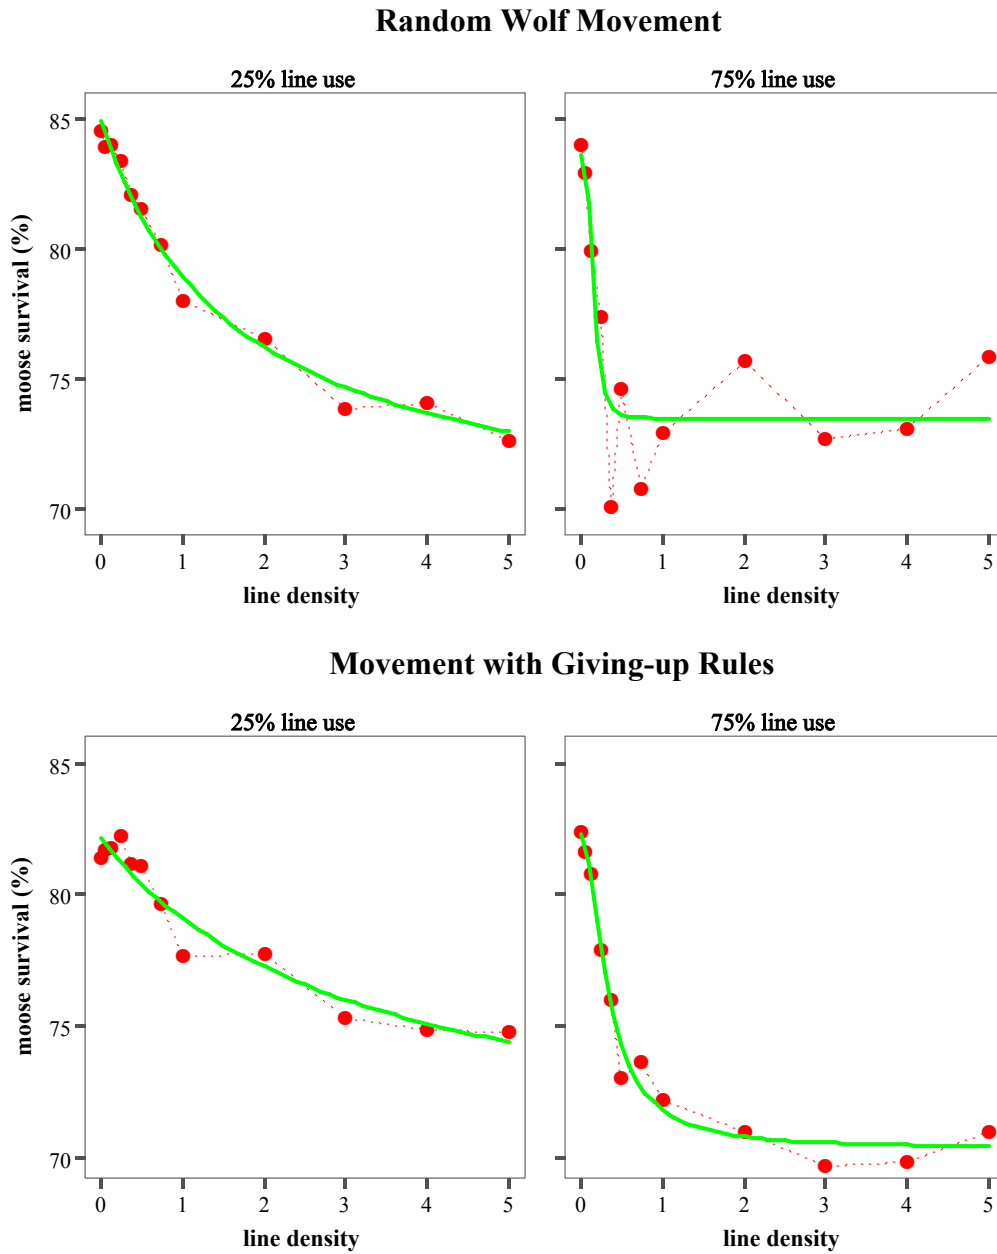 Random Wolf Movement
25% line use
75% line use
moose survival (%)
85
80
75
70
0 1 2 3 4 5
0 1 2 3 4 5
line density
line density
Movement with Giving-up Rules
25% line use
75% line use
moose survival (%)
85
80
75
70
0 1 2 3 4 5
0 1 2 3 4 5
line density
line density